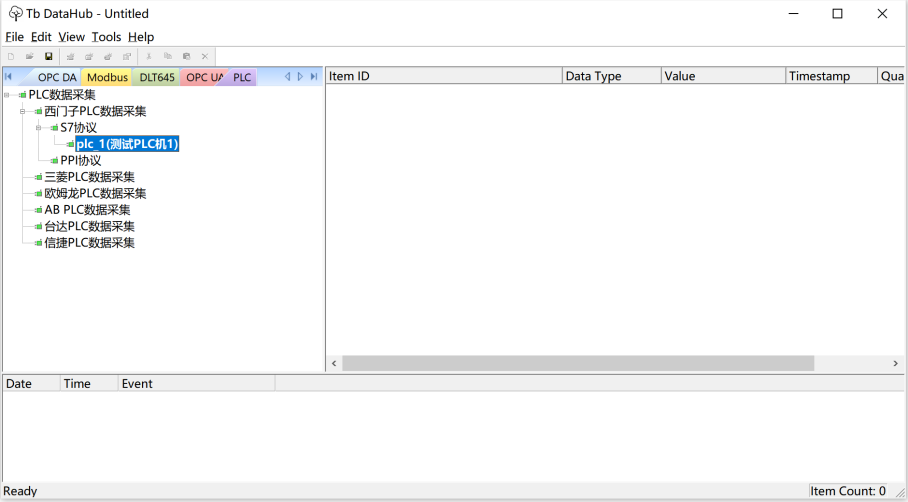 Tb DataHub - Untitled
File Edit View Tools Help
OPC DA Modbus DLT645 OPC UA PLC
Item ID Data Type Value Timestamp Qua
PLC数据采集
西门子PLC数据采集
S7协议
plc_1(测试PLC机1)
PPI协议
三菱PLC数据采集
欧姆龙PLC数据采集
AB PLC数据采集
台达PLC数据采集
信捷PLC数据采集
Date Time Event
Ready Item Count: 0